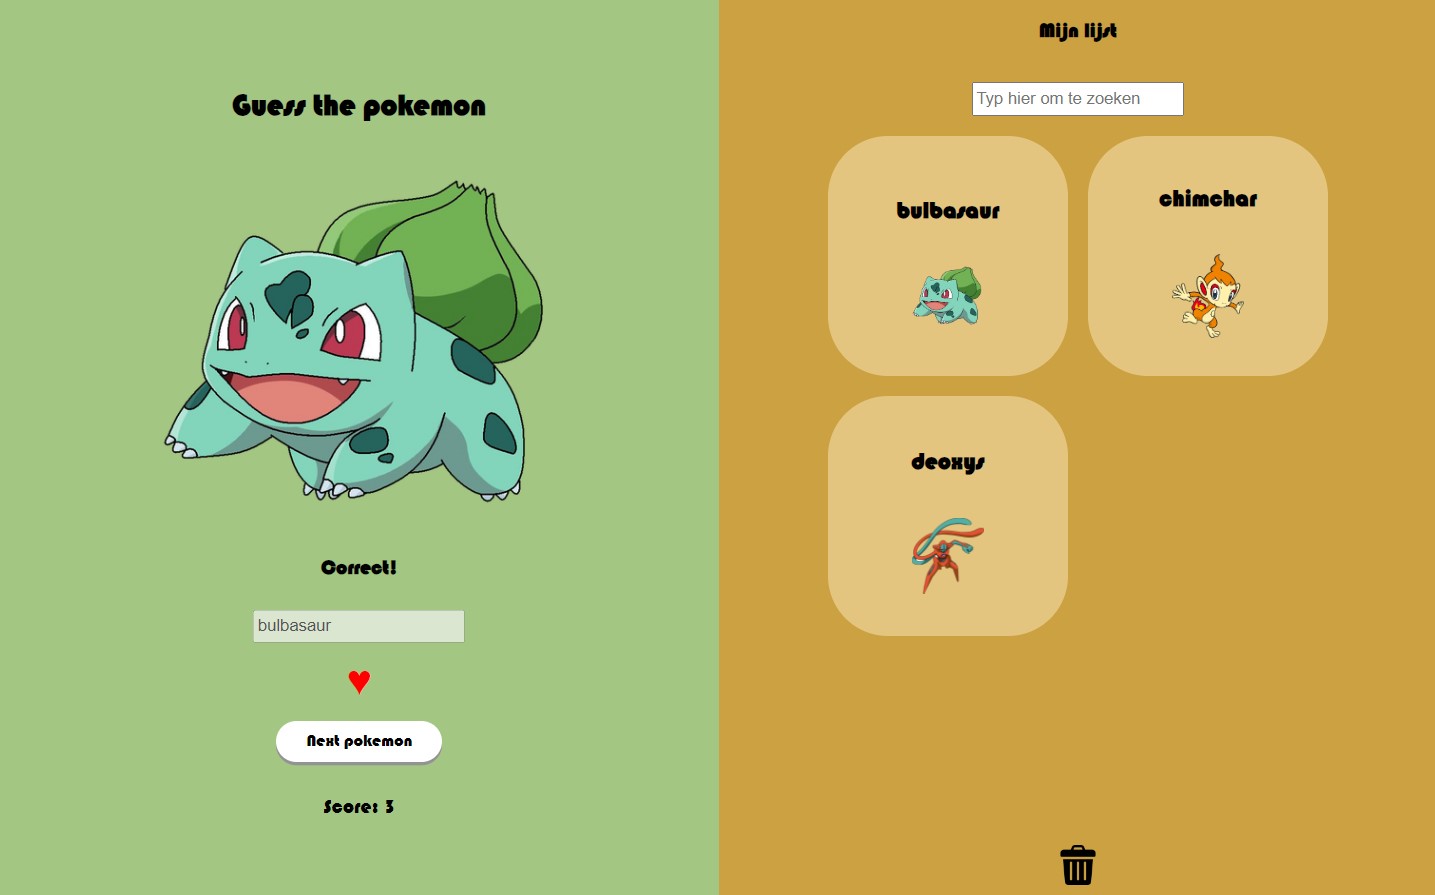 Guess the pokemon
Correct!
bulbasaur
Next pokemon
Score: 3
Mijn lijst
Typ hier om te zoeken
bulbasaur
chimchar
deoxys